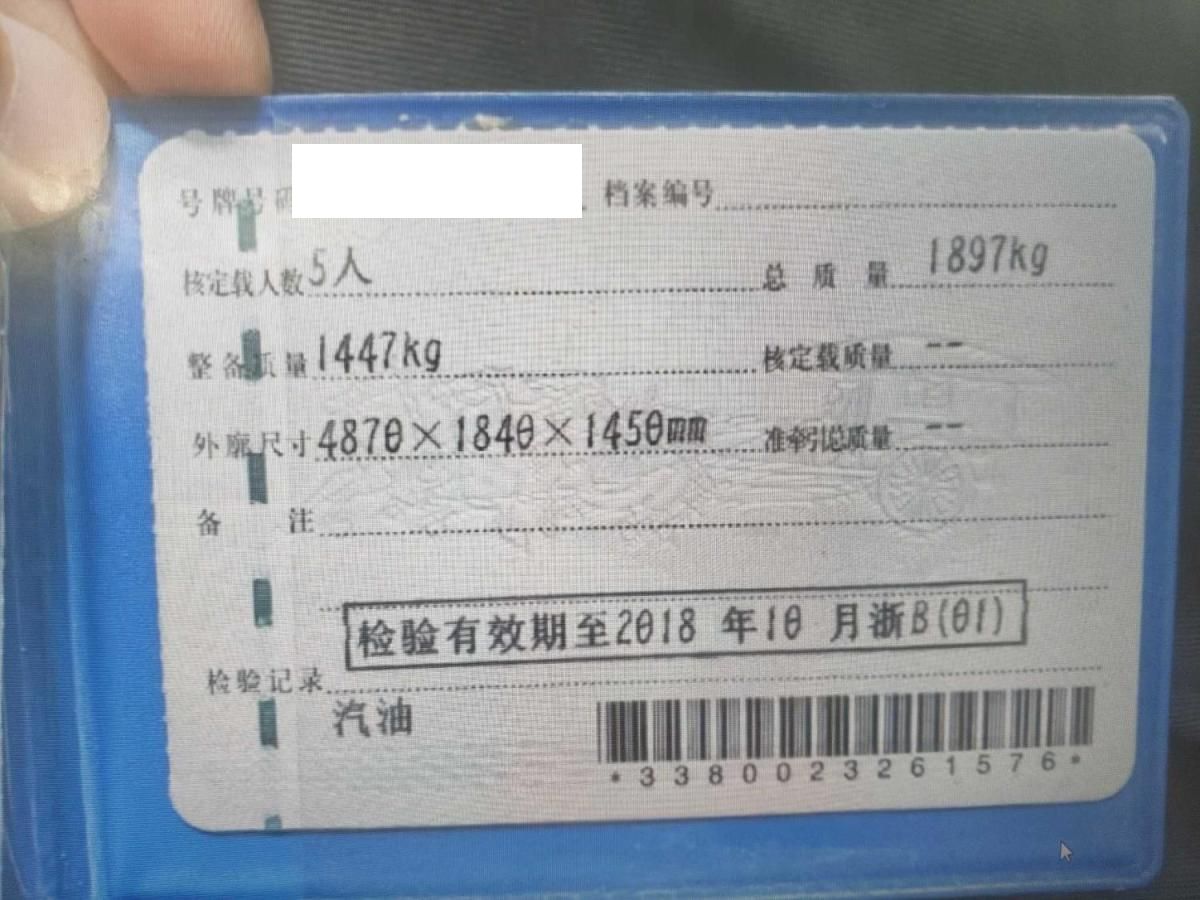 号牌号码 档案编号
核定载人数 5人 总质量 1897kg
整备质量 1447kg 核定载质量 --
外廓尺寸 4870×1840×1450mm 准牵引总质量 --
备注
检验有效期至2018 年10 月浙B(01)
检验记录
汽油
*3380023261576*